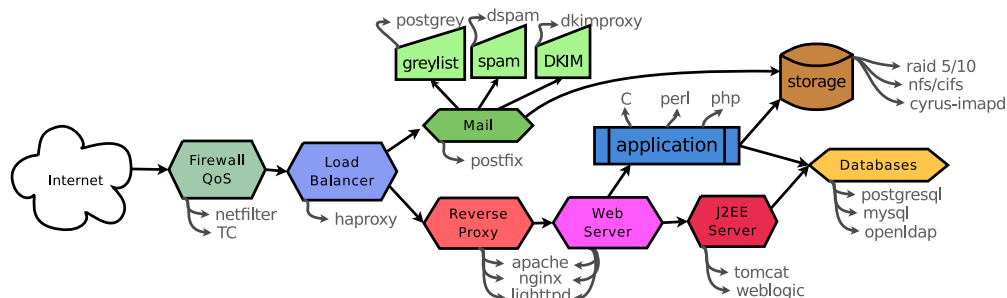 postgrey
dspam
dkimproxy
greylist
spam
DKIM
storage
raid 5/10
nfs/cifs
cyrus-imapd
C
perl
php
Mail
postfix
application
Internet
Firewall
QoS
Load
Balancer
Databases
netfilter
TC
haproxy
postgresql
mysql
openldap
Reverse
Proxy
Web
Server
J2EE
Server
apache
nginx
lighttpd
tomcat
weblogic